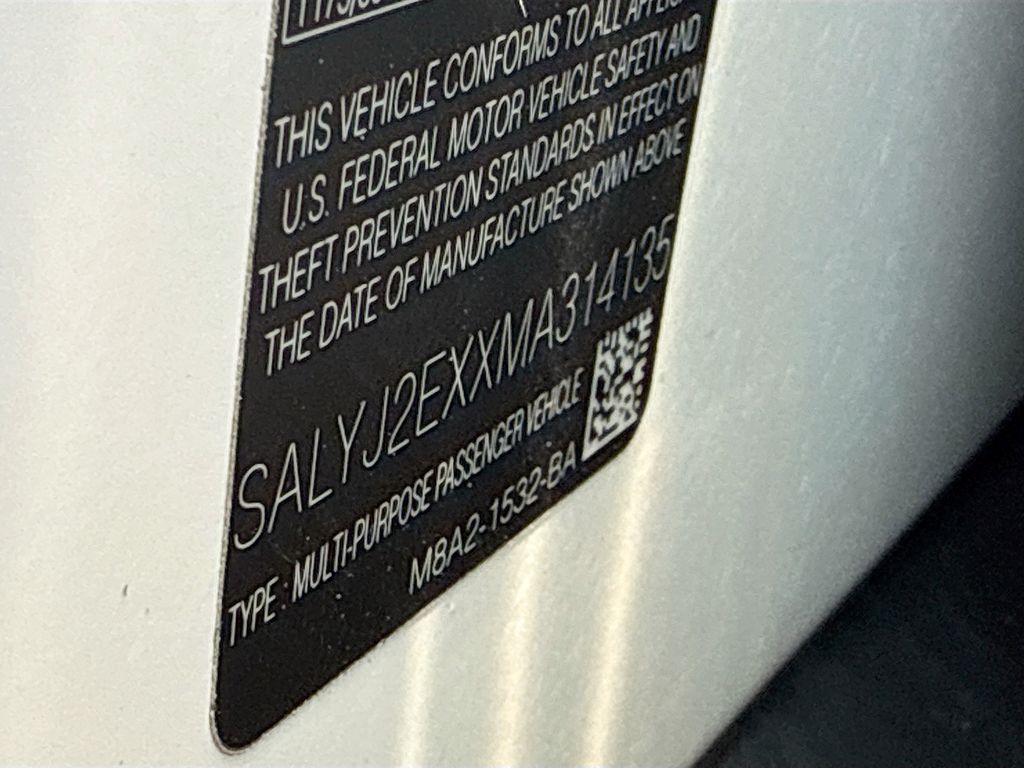 THIS VEHICLE CONFORMS TO ALL
U.S. FEDERAL MOTOR VEHICLE SAFETY AND
THEFT PREVENTION STANDARDS IN EFFECT ON
THE DATE OF MANUFACTURE SHOWN ABOVE
SALYJ2EXXMA314135
TYPE : MULTI-PURPOSE PASSENGER VEHICLE
M8A2-1532-BA